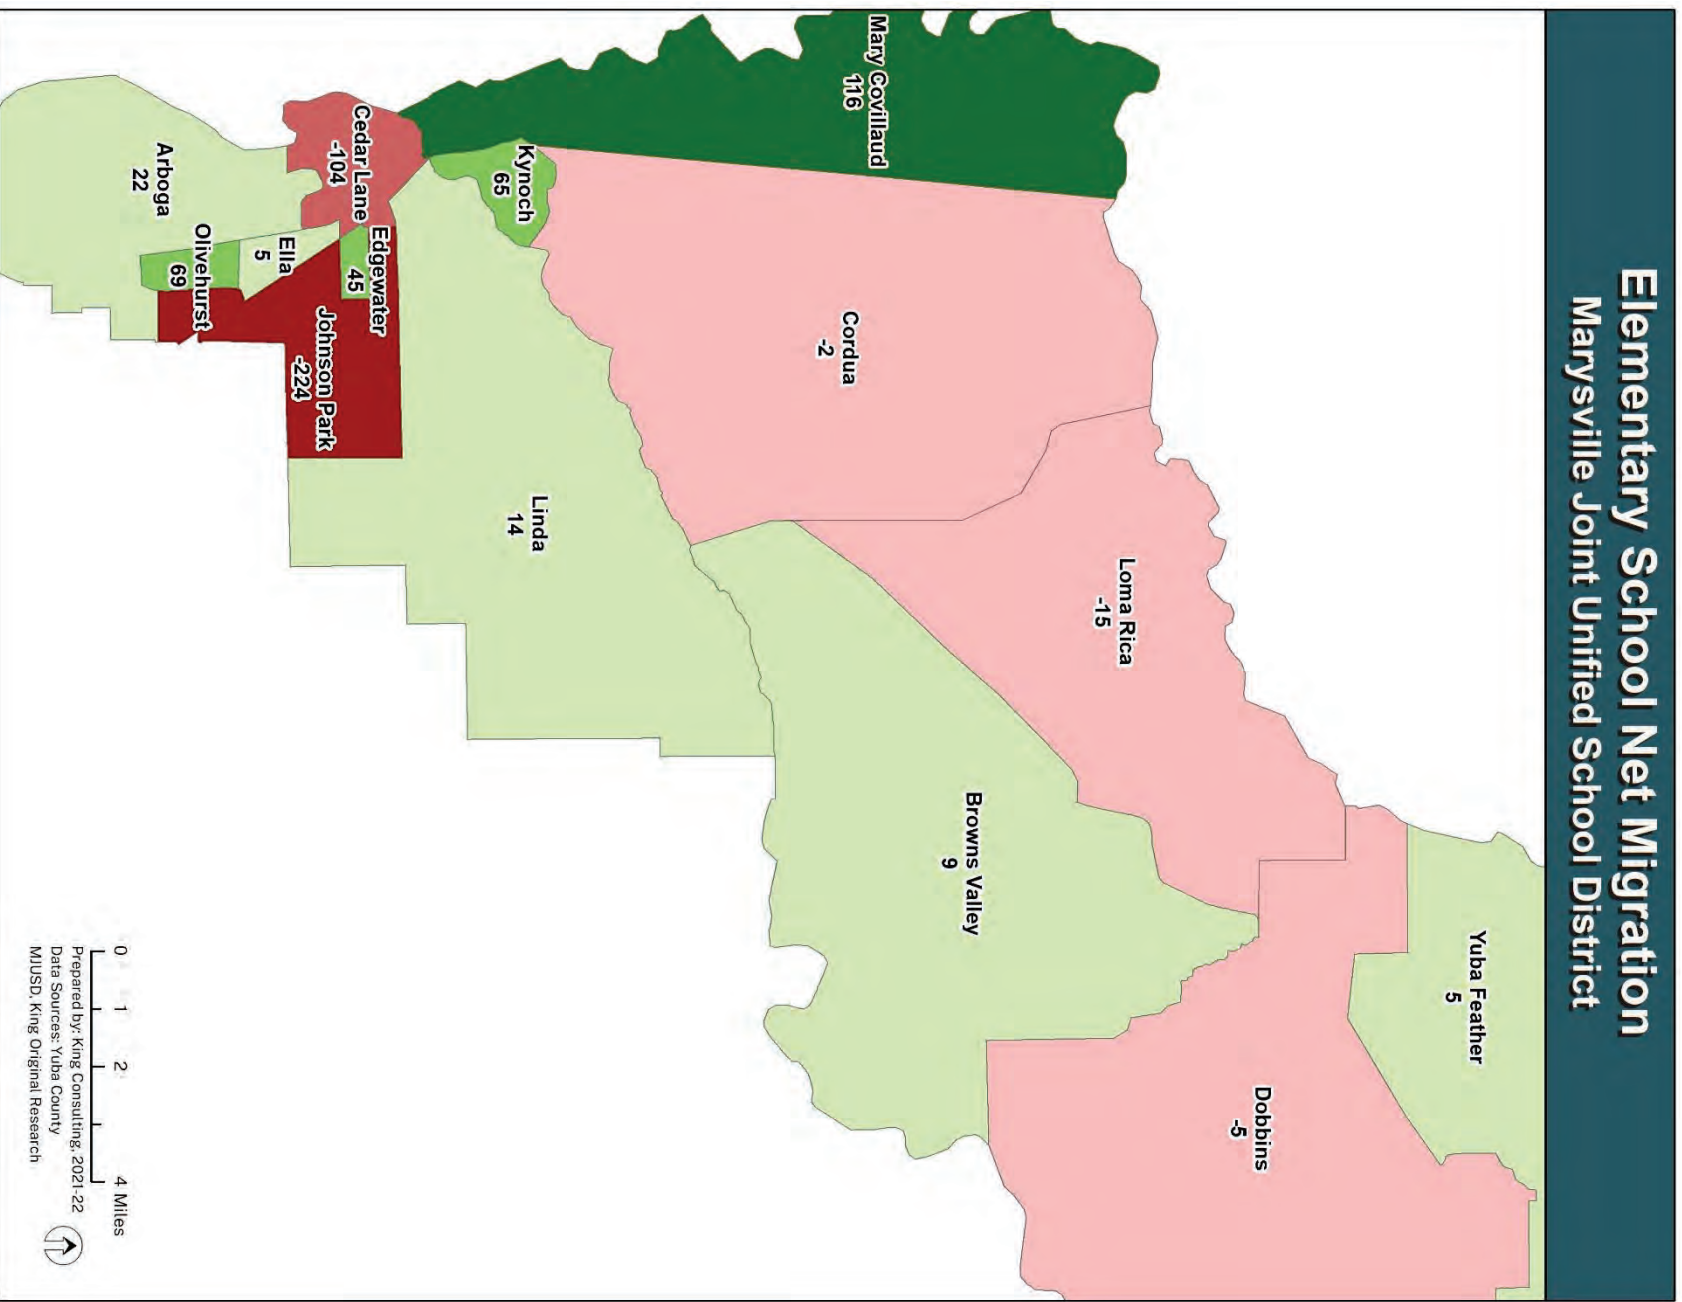 Elementary School Net Migration
Marysville Joint Unified School District
Yuba Feather
5
Dobbins
-5
Loma Rica
-15
Browns Valley
9
Mary Covillaud
116
Cordua
-2
Kynoch
65
Linda
14
Cedar Lane
-104
Edgewater
45
Johnson Park
-224
Ella
5
Olivehurst
69
Arboga
22
0 1 2 4 Miles
Prepared by: King Consulting, 2021-22
Data Sources: Yuba County
MJUSD, King Original Research